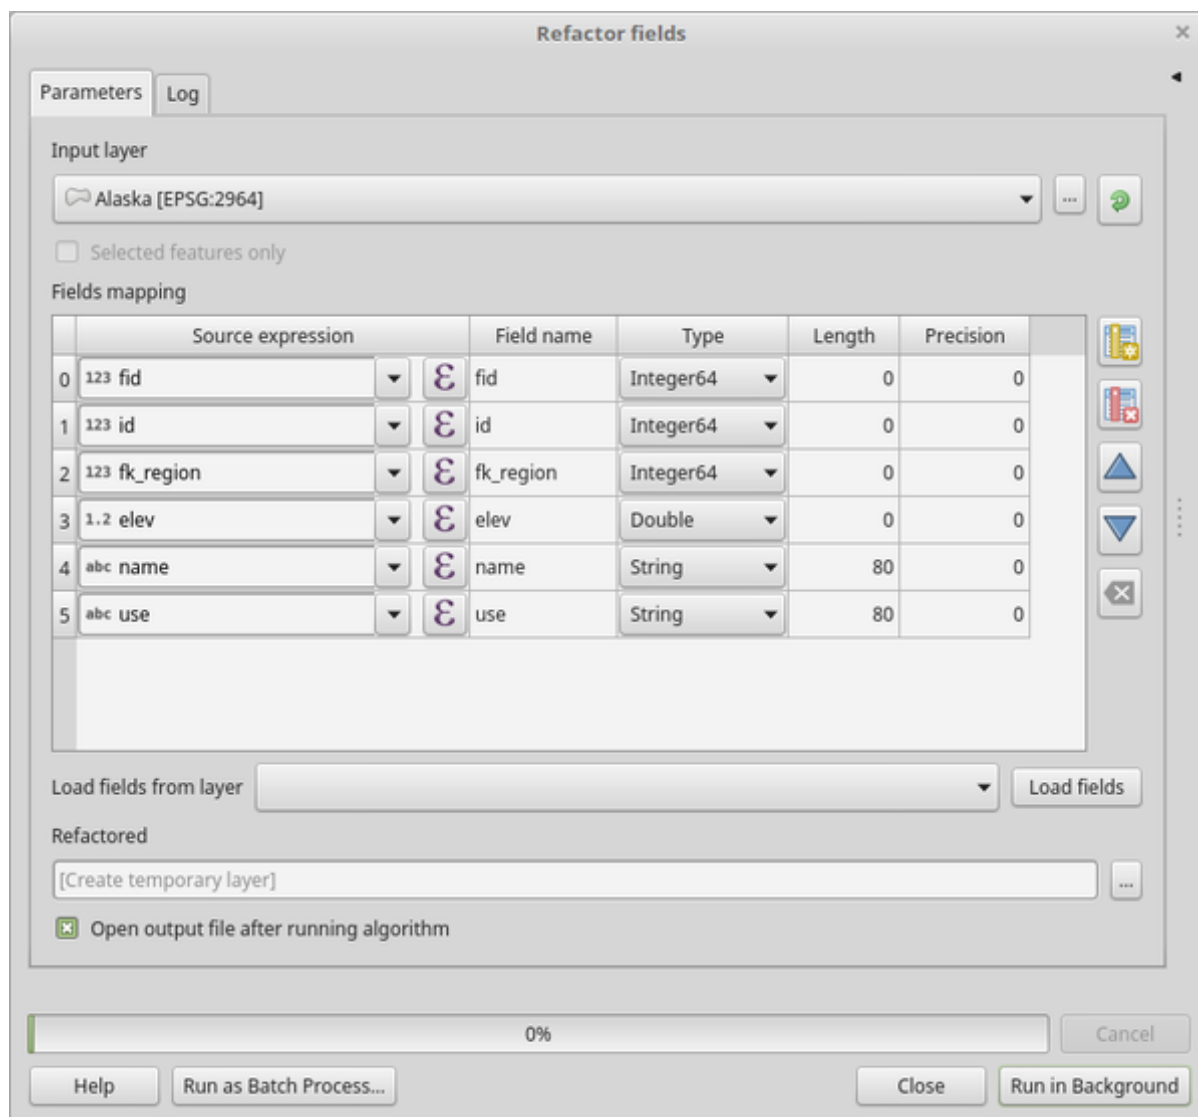 Refactor fields
Parameters Log
Input layer
Alaska [EPSG:2964] ...
Selected features only
Fields mapping
Source expression Field name Type Length Precision
0 123 fid ε fid Integer64 0 0
1 123 id ε id Integer64 0 0
2 123 fk_region ε fk_region Integer64 0 0
3 1.2 elev ε elev Double 0 0
4 abc name ε name String 80 0
5 abc use ε use String 80 0
Load fields from layer Load fields
Refactored
[Create temporary layer] ...
Open output file after running algorithm
0% Cancel
Help Run as Batch Process... Close Run in Background